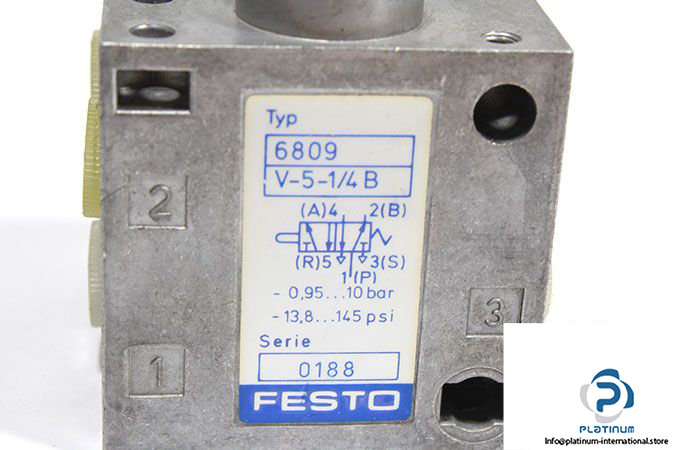 Typ
6809
V-5-1/4 B
(A)4 2(B)
(R)5 3(S)
1(P)
- 0,95...10 bar
- 13,8...145 psi
Serie
0188
FESTO
2
1
3
PLATINUM
Info@platinum-international.store